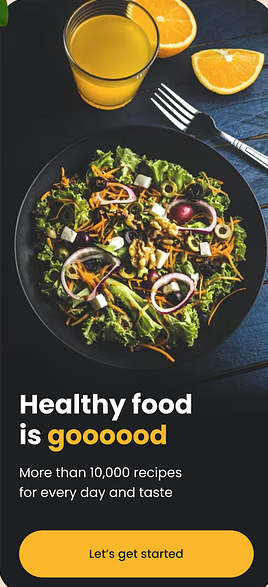 Healthy food
is goooood
More than 10,000 recipes
for every day and taste
Let's get started